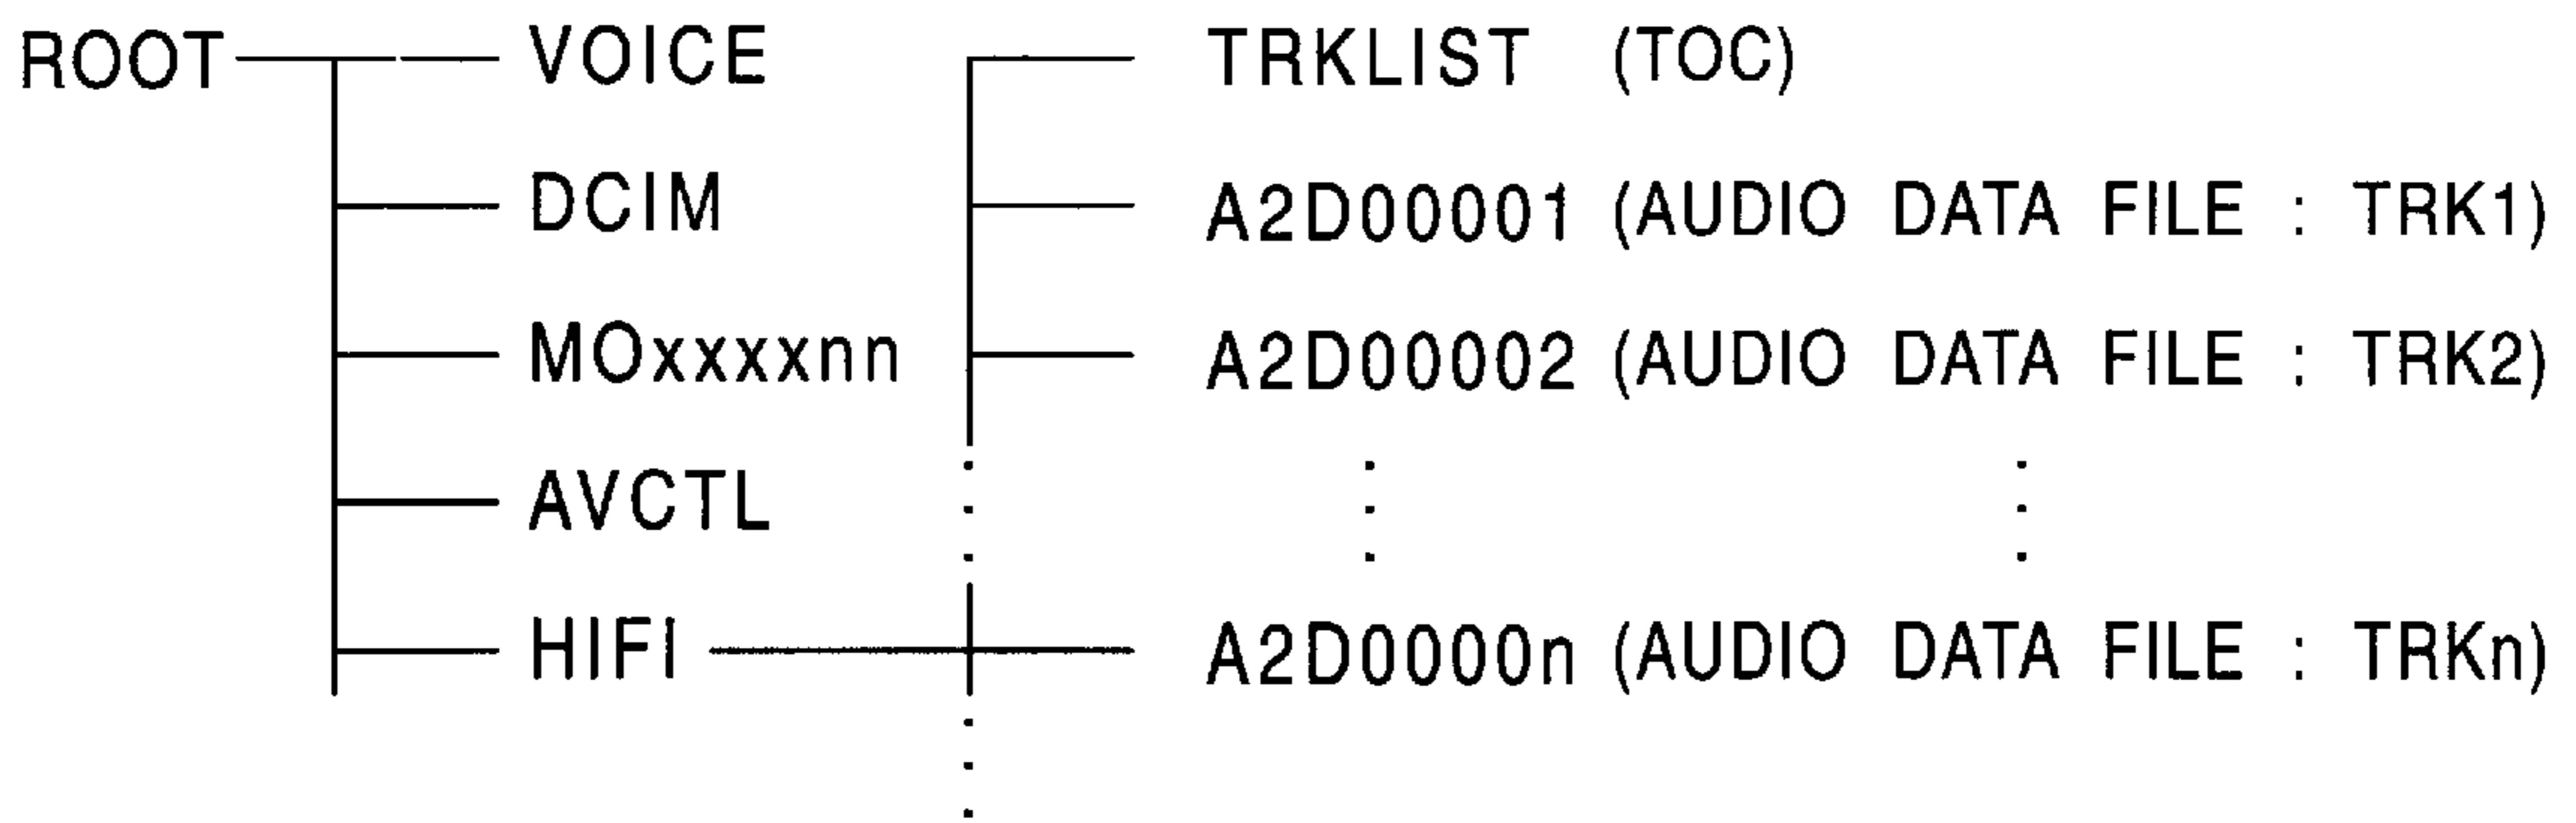 ROOT VOICE TRKLIST (TOC)
DCIM A2D00001 (AUDIO DATA FILE : TRK1)
MOxxxxnn A2D00002 (AUDIO DATA FILE : TRK2)
AVCTL
HIFI A2D0000n (AUDIO DATA FILE : TRKn)